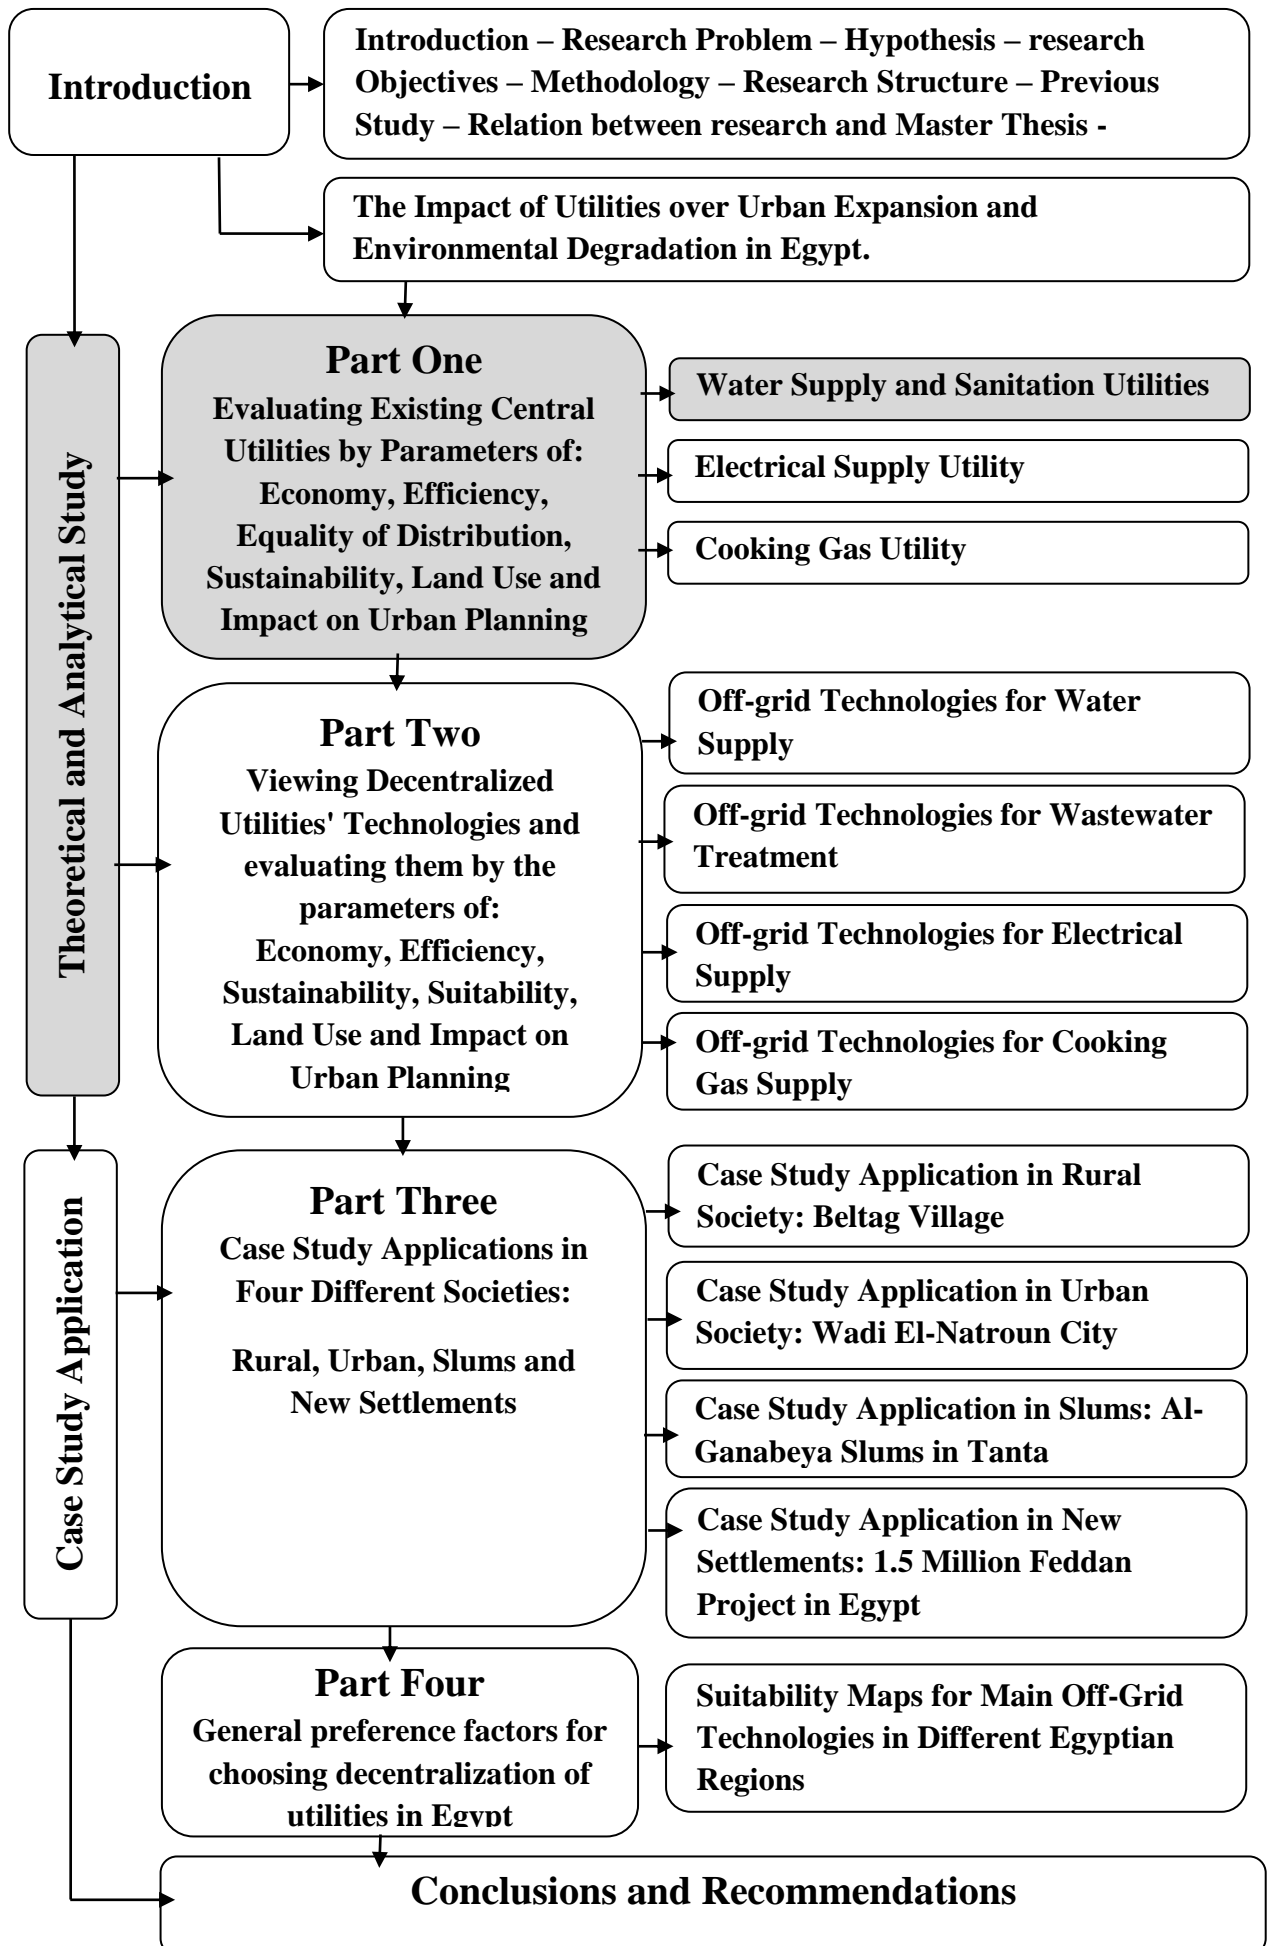 Introduction
Introduction – Research Problem – Hypothesis – research
Objectives – Methodology – Research Structure – Previous
Study – Relation between research and Master Thesis -
The Impact of Utilities over Urban Expansion and
Environmental Degradation in Egypt.
Theoretical and Analytical Study
Part One
Evaluating Existing Central
Utilities by Parameters of:
Economy, Efficiency,
Equality of Distribution,
Sustainability, Land Use and
Impact on Urban Planning
Water Supply and Sanitation Utilities
Electrical Supply Utility
Cooking Gas Utility
Part Two
Viewing Decentralized
Utilities' Technologies and
evaluating them by the
parameters of:
Economy, Efficiency,
Sustainability, Suitability,
Land Use and Impact on
Urban Planning
Off-grid Technologies for Water
Supply
Off-grid Technologies for Wastewater
Treatment
Off-grid Technologies for Electrical
Supply
Off-grid Technologies for Cooking
Gas Supply
Case Study Application
Part Three
Case Study Applications in
Four Different Societies:
Rural, Urban, Slums and
New Settlements
Case Study Application in Rural
Society: Beltag Village
Case Study Application in Urban
Society: Wadi El-Natroun City
Case Study Application in Slums: Al-
Ganabeya Slums in Tanta
Case Study Application in New
Settlements: 1.5 Million Feddan
Project in Egypt
Part Four
General preference factors for
choosing decentralization of
utilities in Egypt
Suitability Maps for Main Off-Grid
Technologies in Different Egyptian
Regions
Conclusions and Recommendations